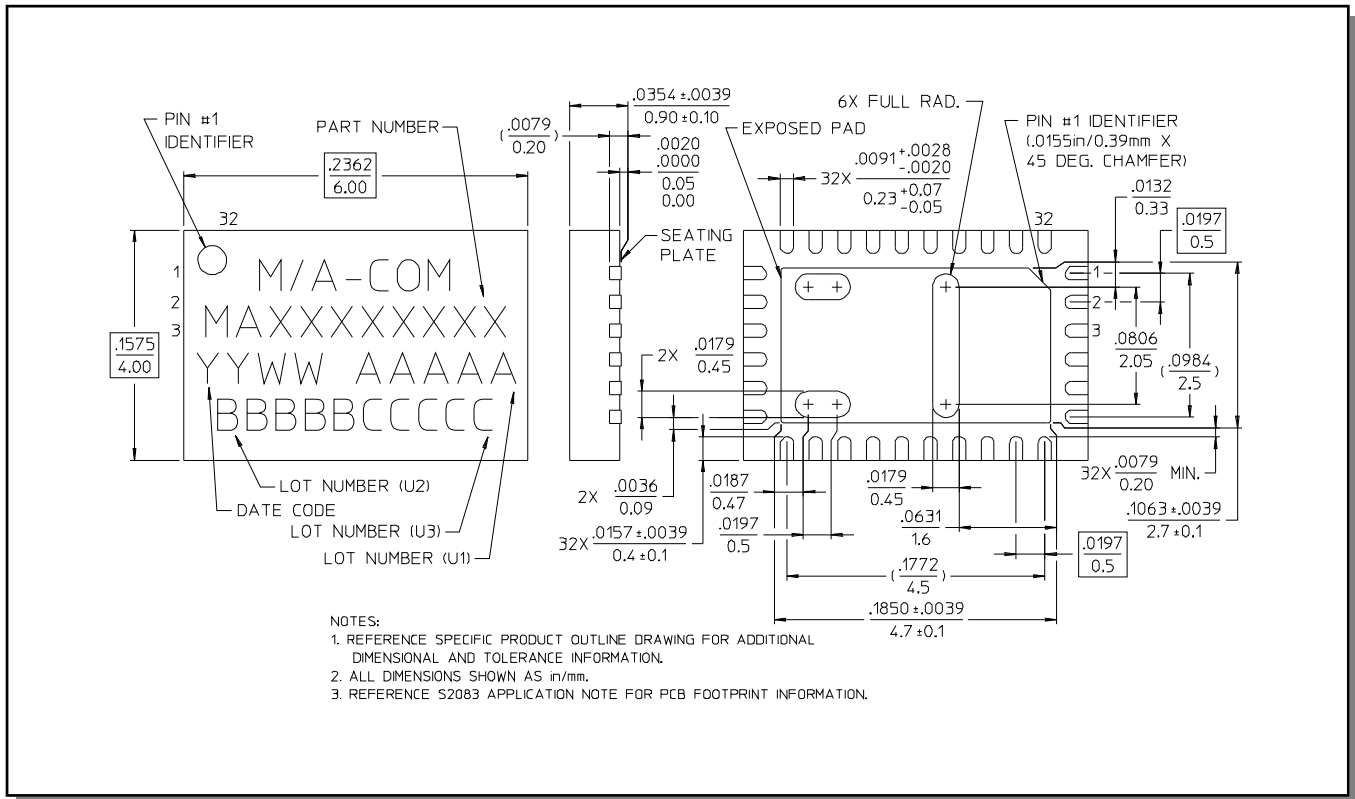 PIN #1
IDENTIFIER
PART NUMBER
.2362
6.00
32
1
2
3
.1575
4.00
M/A-COM
MAXXXXXXXXX
YYWW AAAAA
BBBBBCCCCC
LOT NUMBER (U2)
DATE CODE
LOT NUMBER (U3)
LOT NUMBER (U1)
.0354 ±.0039
0.90 ±0.10
(.0079)
0.20
.0020
.0000
0.05
0.00
SEATING
PLATE
EXPOSED PAD
32X .0091 +.0028
-.0020
0.23 +0.07
-0.05
6X FULL RAD.
PIN #1 IDENTIFIER
(.0155in/0.39mm X
45 DEG. CHAMFER)
32
.0132
0.33
.0197
0.5
1
2
3
.0806
2.05
(.0984)
2.5
2X .0179
0.45
2X .0036
0.09
32X .0157 ±.0039
0.4 ±0.1
.0187
0.47
.0197
0.5
.0179
0.45
.0631
1.6
32X .0079 MIN.
0.20
.1063 ±.0039
2.7 ±0.1
.0197
0.5
(.1772)
4.5
.1850 ±.0039
4.7 ±0.1
NOTES:
1. REFERENCE SPECIFIC PRODUCT OUTLINE DRAWING FOR ADDITIONAL
DIMENSIONAL AND TOLERANCE INFORMATION.
2. ALL DIMENSIONS SHOWN AS in/mm.
3. REFERENCE S2083 APPLICATION NOTE FOR PCB FOOTPRINT INFORMATION.